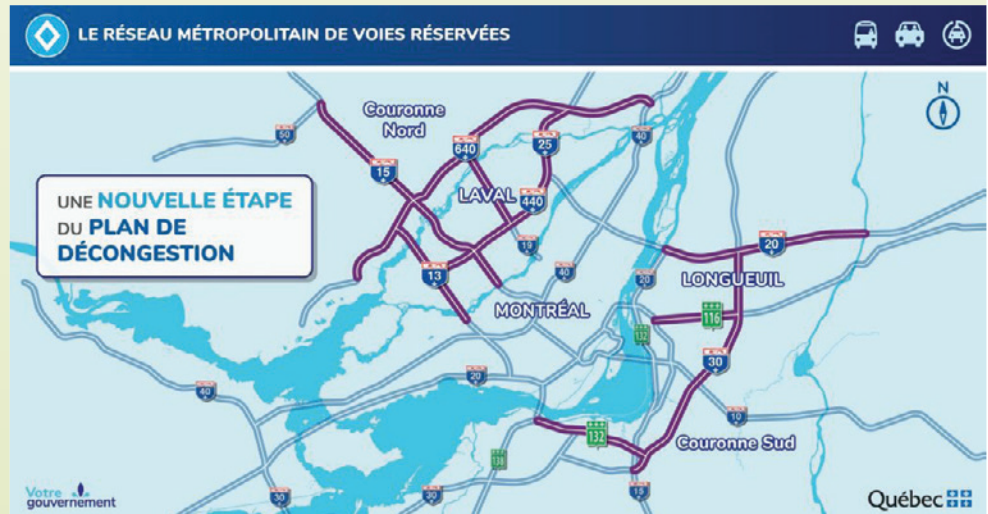 LE RÉSEAU MÉTROPOLITAIN DE VOIES RÉSERVÉES
N
Couronne
Nord
50
40
640
25
15
UNE NOUVELLE ÉTAPE
DU PLAN DE
DÉCONGESTION
LAVAL
440
19
20
13
40
20
LONGUEUIL
MONTRÉAL
116
132
30
20
40
10
132
Couronne Sud
138
30
30
15
Votre
gouvernement
Québec